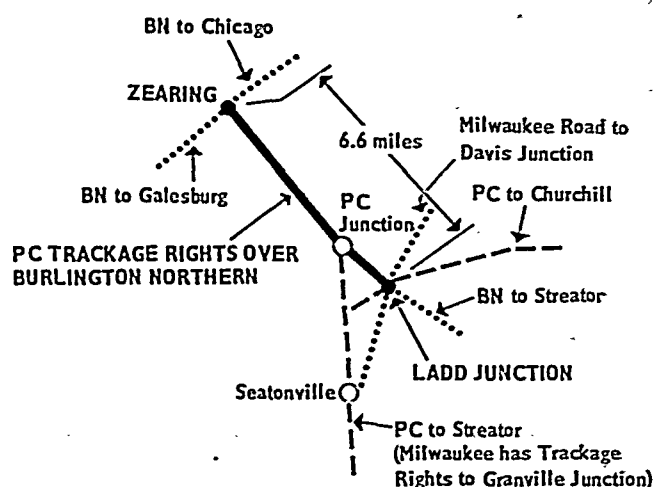 BN to Chicago
ZEARING
6.6 miles
Milwaukee Road to
Davis Junction
BN to Galesburg
PC
Junction
PC to Churchill
PC TRACKAGE RIGHTS OVER
BURLINGTON NORTHERN
BN to Streator
LADD JUNCTION
Seatonville
PC to Streator
(Milwaukee has Trackage
Rights to Granville Junction)